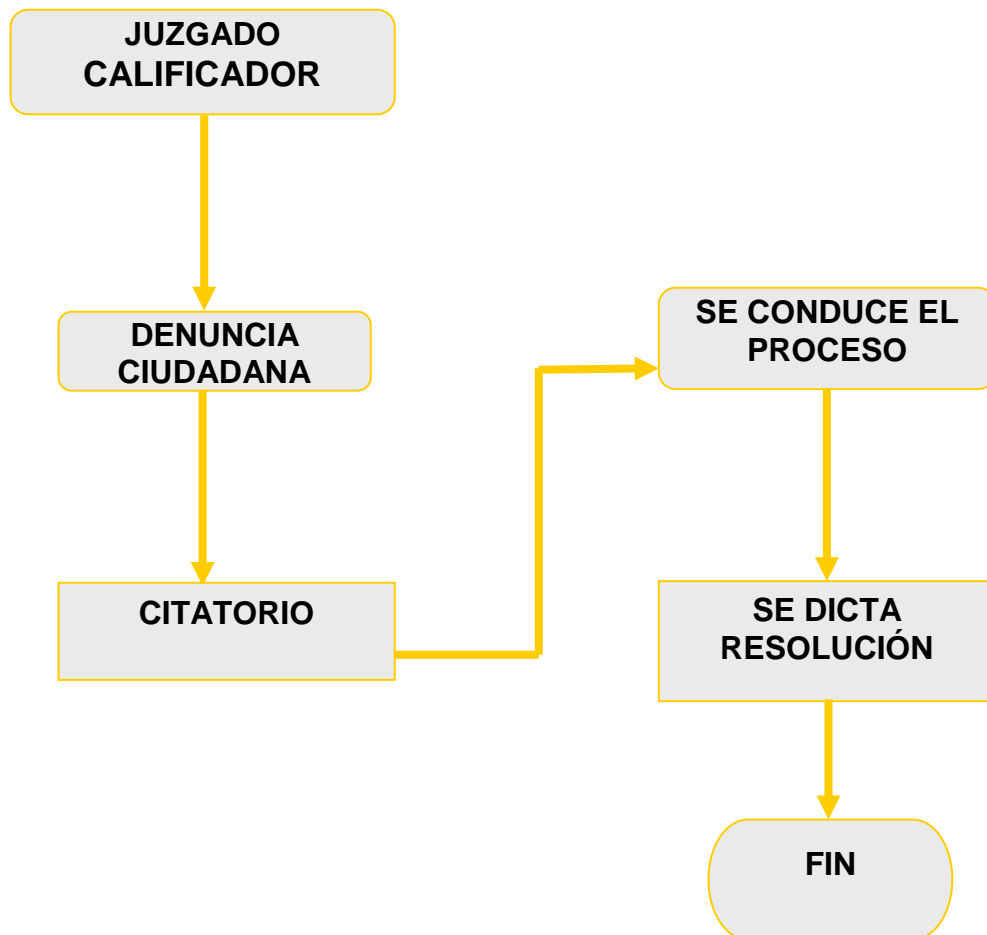 JUZGADO
CALIFICADOR
DENUNCIA
CIUDADANA
CITATORIO
SE CONDUCE EL
PROCESO
SE DICTA
RESOLUCIÓN
FIN